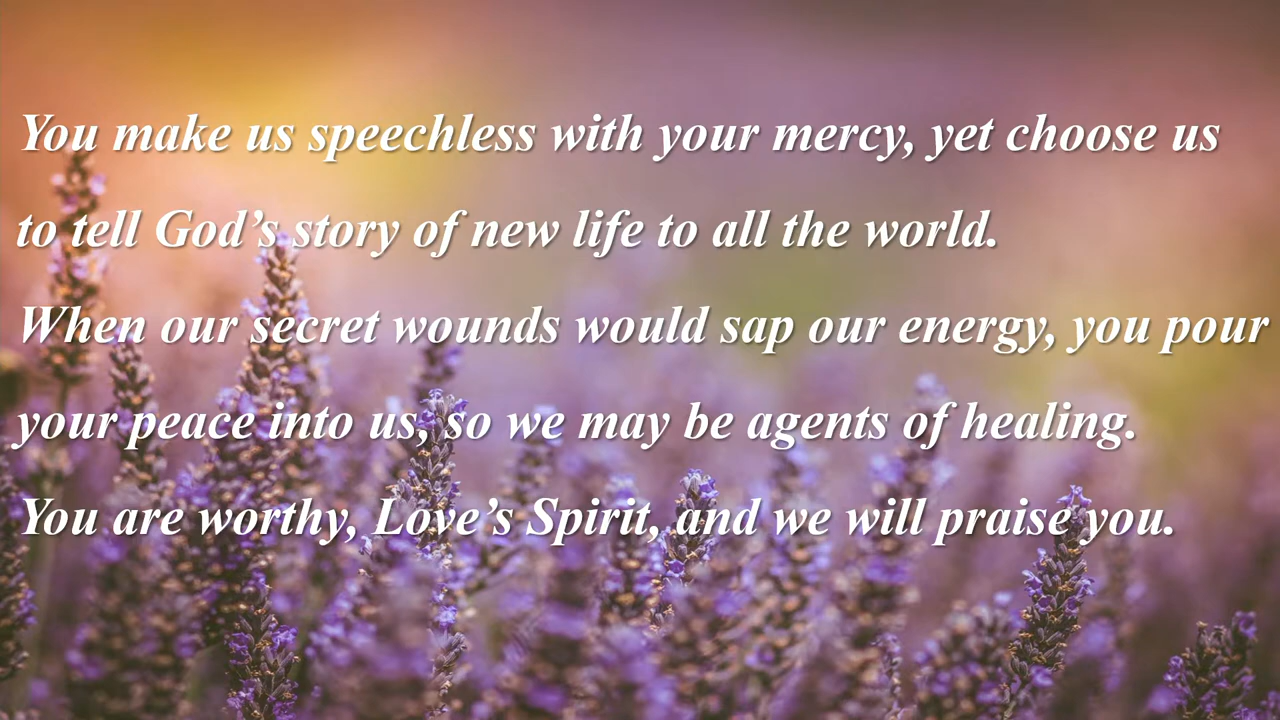 You make us speechless with your mercy, yet choose us
to tell God’s story of new life to all the world.
When our secret wounds would sap our energy, you pour
your peace into us, so we may be agents of healing.
You are worthy, Love’s Spirit, and we will praise you.